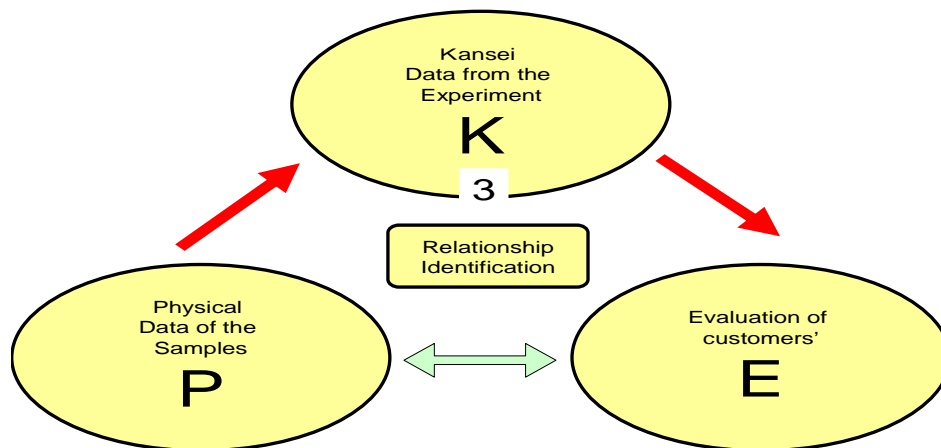 Kansei
Data from the
Experiment
K
3
Relationship
Identification
Physical
Data of the
Samples
P
Evaluation of
customers’
E